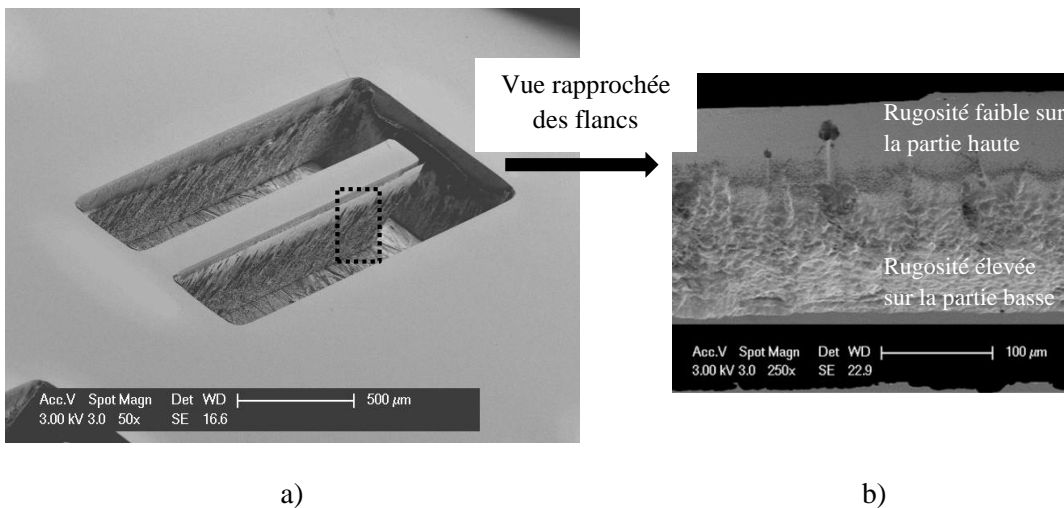 Vue rapprochée
des flancs
Rugosité faible sur
la partie haute
Rugosité élevée
sur la partie basse
Acc.V Spot Magn Det WD 500 µm
3.00 kV 3.0 50x SE 16.6
Acc.V Spot Magn Det WD 100 µm
3.00 kV 3.0 250x SE 22.9
a)
b)